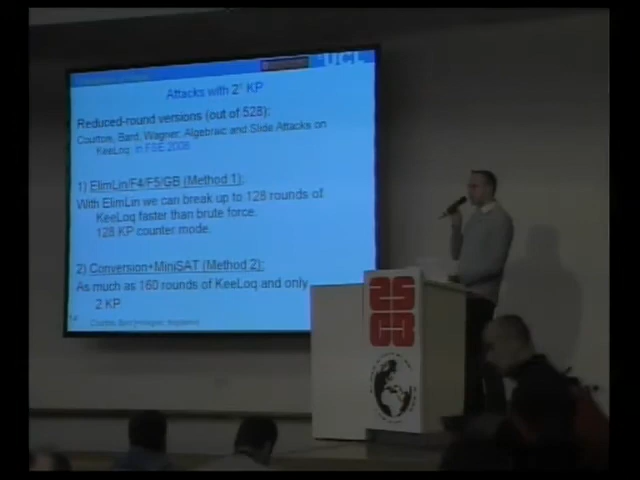 UCL
Attacks with 2 KP
Reduced-round versions (out of 528):
Courtois, Bard, Wagner: Algebraic and Slide Attacks on
KeeLoq, in FSE 2008
1) ElimLin/F4/F5/GB (Method 1):
With ElimLin we can break up to 128 rounds of
KeeLoq faster than brute force.
128 KP counter mode.
2) Conversion+MiniSAT (Method 2):
As much as 160 rounds of KeeLoq and only
2 KP
25
C3